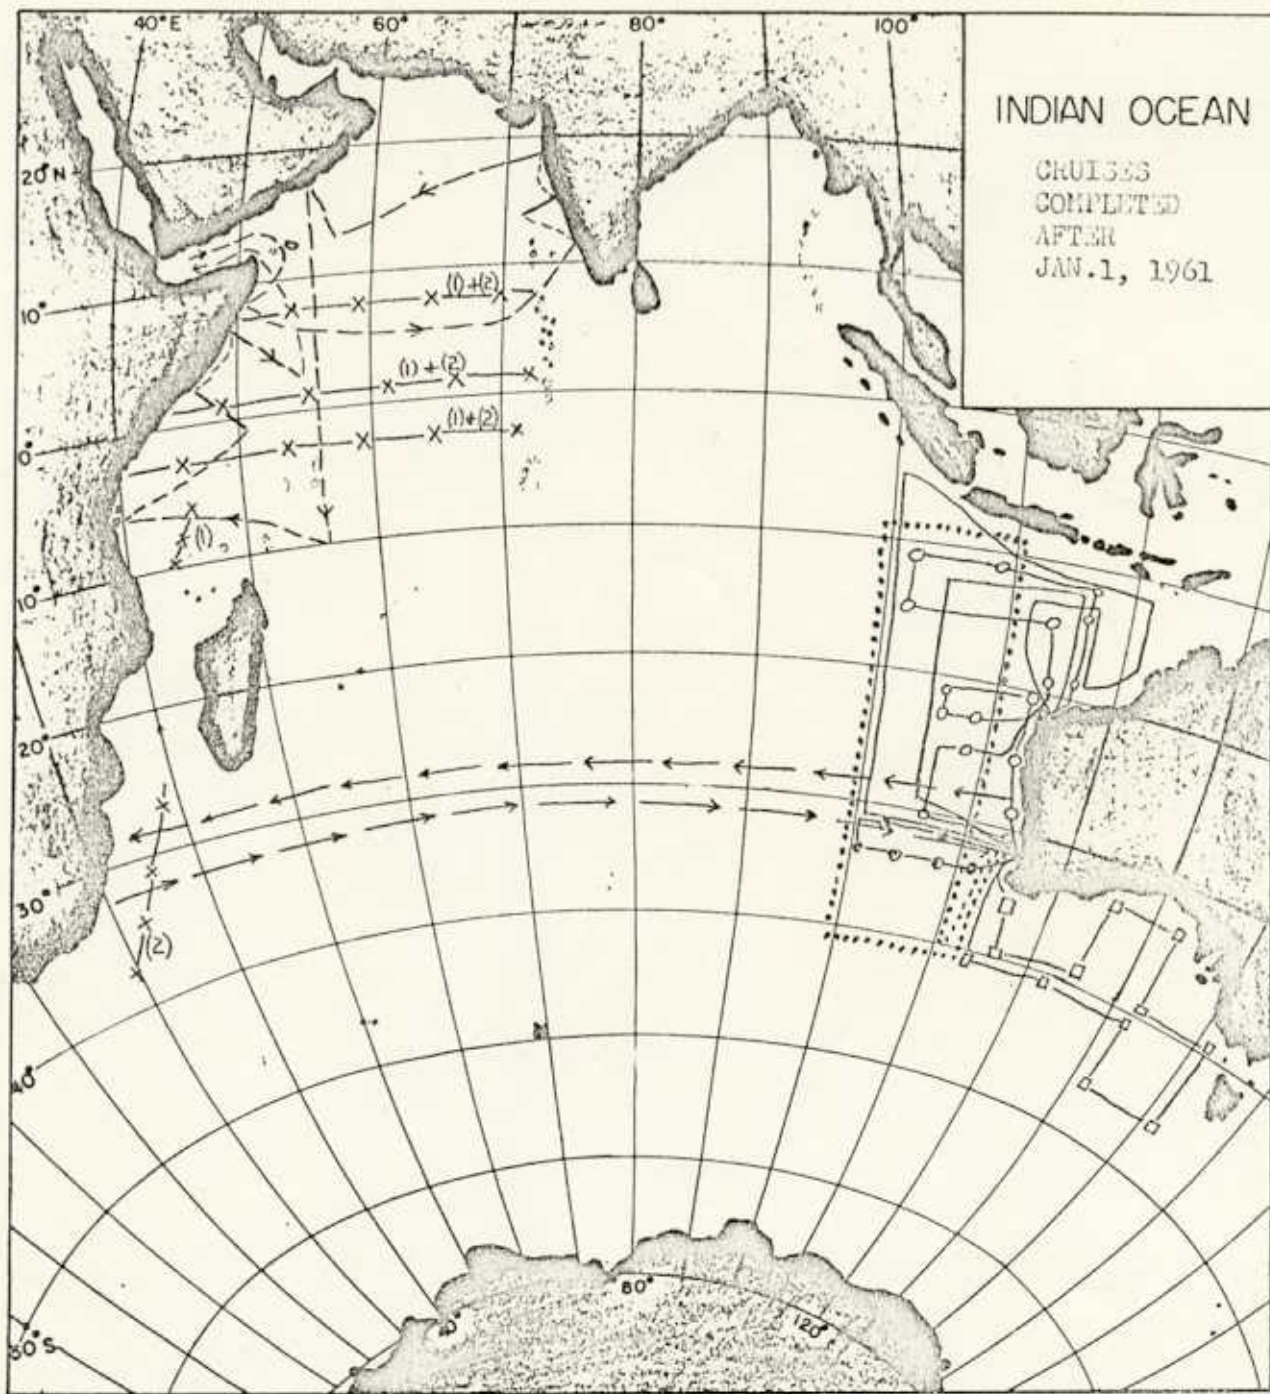 40°E
60°
80°
100°
INDIAN OCEAN
CRUISES
COMPLETED
AFTER
JAN.1, 1961
20°N
(1)+(2)
10°
(1)+(2)
(1)+(2)
0°
(1)
10°
20°
30°
(2)
40°
80°
40°
120°
50°S